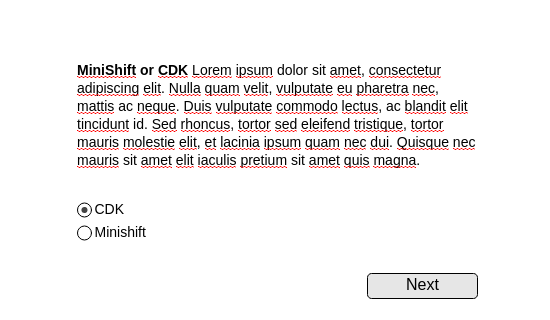 MiniShift or CDK Lorem ipsum dolor sit amet, consectetur
adipiscing elit. Nulla quam velit, vulputate eu pharetra nec,
mattis ac neque. Duis vulputate commodo lectus, ac blandit elit
tincidunt id. Sed rhoncus, tortor sed eleifend tristique, tortor
mauris molestie elit, et lacinia ipsum quam nec dui. Quisque nec
mauris sit amet elit iaculis pretium sit amet quis magna.
CDK
Minishift
Next